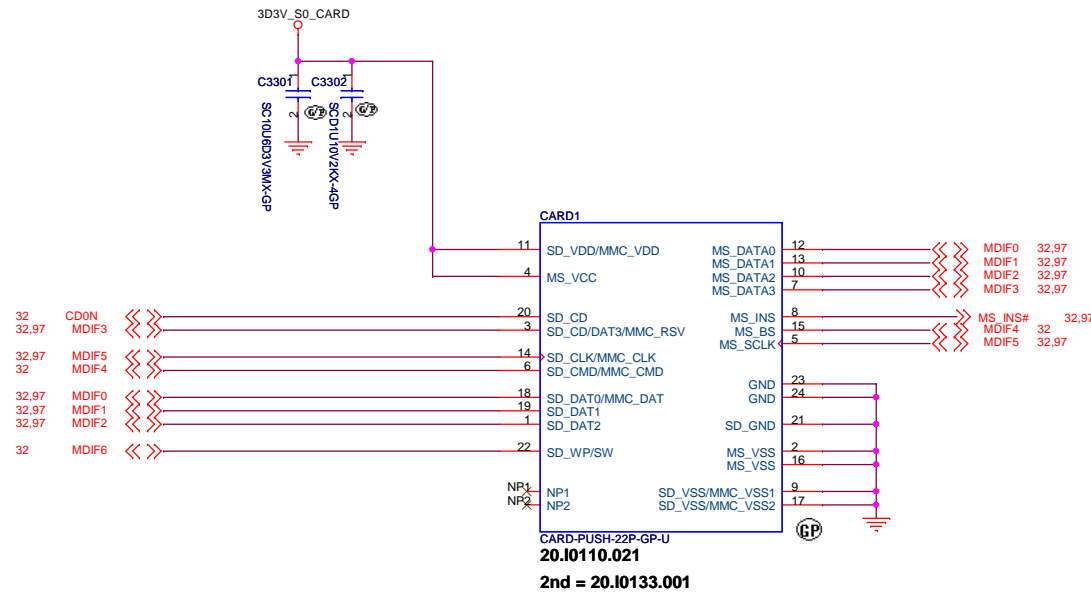 3D3V_S0_CARD
C3301
1
2
G/P
SC10U6D3V3MX-GP
C3302
1
2
G/P
SCD1U10V2KX-4GP
CARD1
11 SD_VDD/MMC_VDD
4 MS_VCC
32 CD0N 20 SD_CD
32,97 MDIF3 3 SD_CD/DAT3/MMC_RSV
32,97 MDIF5 14 SD_CLK/MMC_CLK
32 MDIF4 6 SD_CMD/MMC_CMD
32,97 MDIF0 18 SD_DAT0/MMC_DAT
32,97 MDIF1 19 SD_DAT1
32,97 MDIF2 1 SD_DAT2
32 MDIF6 22 SD_WP/SW
NP1 NP1
NP2 NP2
MS_DATA0 12 MDIF0 32,97
MS_DATA1 13 MDIF1 32,97
MS_DATA2 10 MDIF2 32,97
MS_DATA3 7 MDIF3 32,97
MS_INS 8 MS_INS# 32,97
MS_BS 15 MDIF4 32
MS_SCLK 5 MDIF5 32,97
GND 23
GND 24
SD_GND 21
MS_VSS 2
MS_VSS 16
SD_VSS/MMC_VSS1 9
SD_VSS/MMC_VSS2 17
GP
CARD-PUSH-22P-GP-U
20.I0110.021
2nd = 20.I0133.001